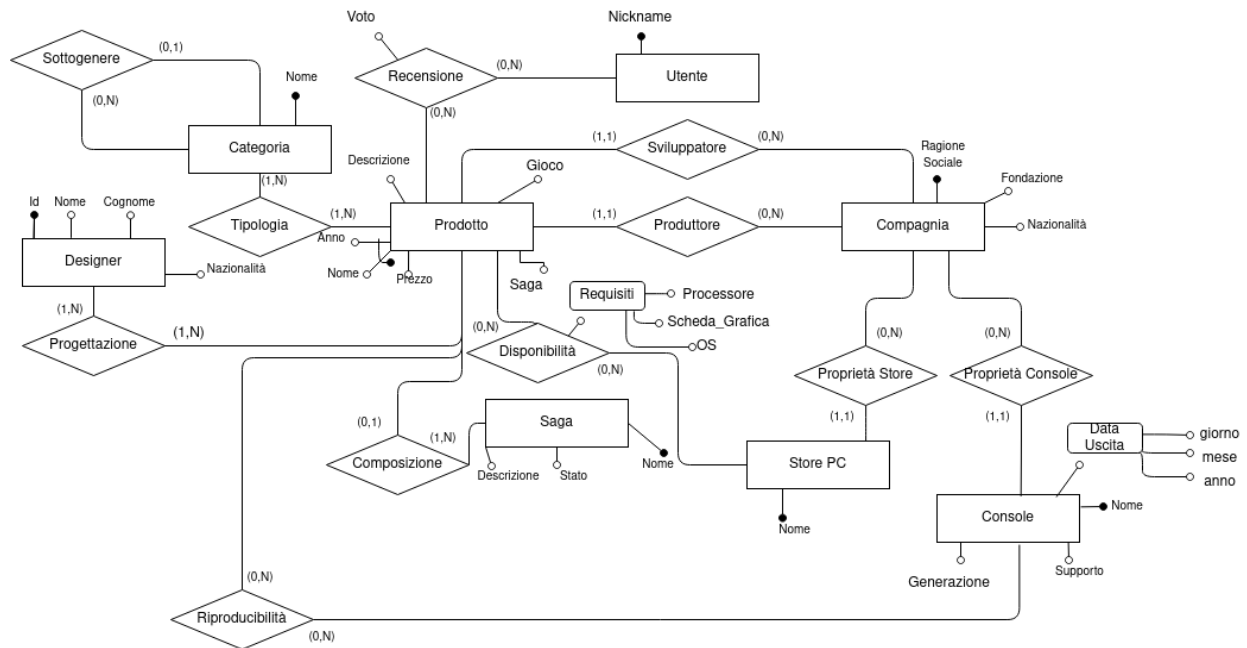 Voto
Nickname
Sottogenere
(0,1)
Recensione
(0,N)
Utente
Nome
(0,N)
(0,N)
Categoria
(1,1)
Sviluppatore
(0,N)
Ragione
Sociale
Descrizione
Gioco
Fondazione
(1,N)
Id
Nome
Cognome
Tipologia
(1,N)
Prodotto
(1,1)
Produttore
(0,N)
Compagnia
Nazionalità
Anno
Designer
Nazionalità
Nome
Prezzo
Saga
Requisiti
Processore
Scheda_Grafica
OS
(1,N)
(1,N)
Progettazione
(0,N)
Disponibilità
(0,N)
(0,N)
(0,N)
Proprietà Store
Proprietà Console
(1,1)
(1,1)
(0,1)
(1,N)
Saga
Composizione
Descrizione
Stato
Nome
Store PC
Nome
Data
Uscita
giorno
mese
anno
Console
Nome
Generazione
Supporto
(0,N)
Riproducibilità
(0,N)